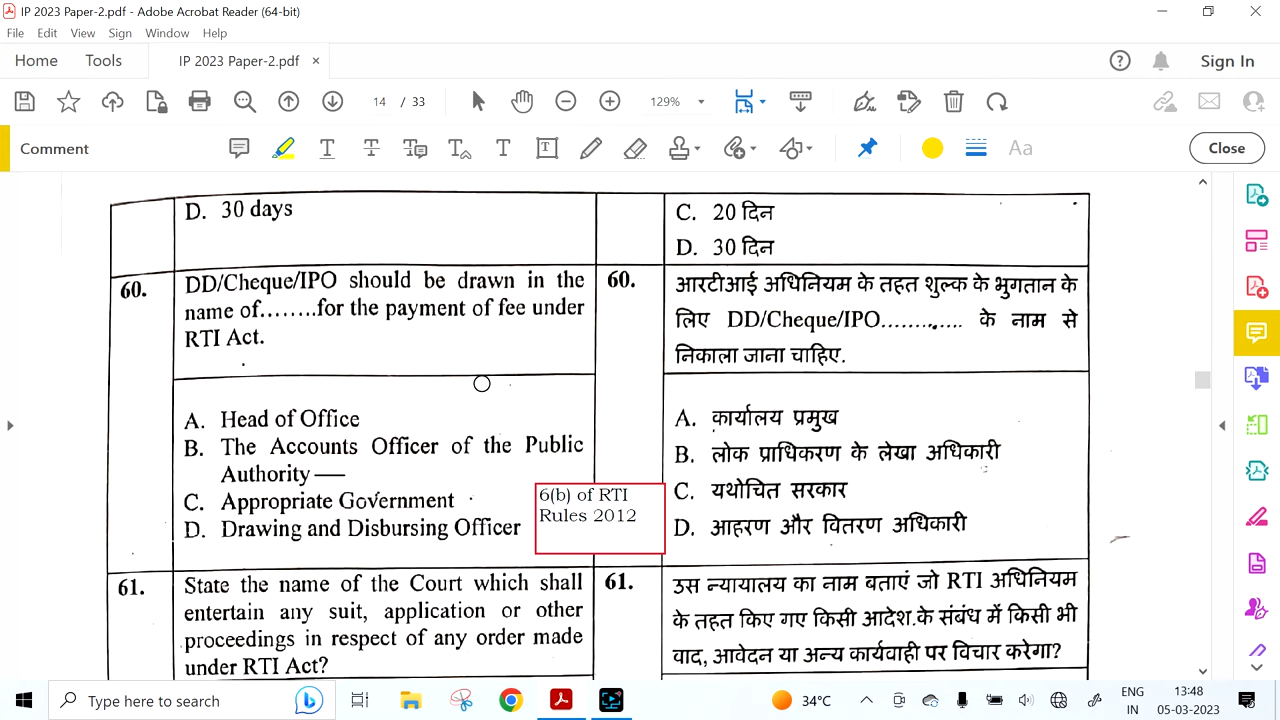 IP 2023 Paper-2.pdf - Adobe Acrobat Reader (64-bit)
File Edit View Sign Window Help
Home Tools IP 2023 Paper-2.pdf × Sign In
14 / 33 129%
Comment Aa Close
D. 30 days
60. DD/Cheque/IPO should be drawn in the
name of........for the payment of fee under
RTI Act.
A. Head of Office
B. The Accounts Officer of the Public
Authority
C. Appropriate Government
D. Drawing and Disbursing Officer
6(b) of RTI
Rules 2012
61. State the name of the Court which shall
entertain any suit, application or other
proceedings in respect of any order made
under RTI Act?
C. 20 दिन
D. 30 दिन
60. आरटीआई अधिनियम के तहत शुल्क के भुगतान के
लिए DD/Cheque/IPO............ के नाम से
निकाला जाना चाहिए.
A. कार्यालय प्रमुख
B. लोक प्राधिकरण के लेखा अधिकारी
C. यथोचित सरकार
D. आहरण और वितरण अधिकारी
61. उस न्यायालय का नाम बताएं जो RTI अधिनियम
के तहत किए गए किसी आदेश के संबंध में किसी भी
वाद, आवेदन या अन्य कार्यवाही पर विचार करेगा?
Type here to search
34°C
ENG
IN
13:48
05-03-2023